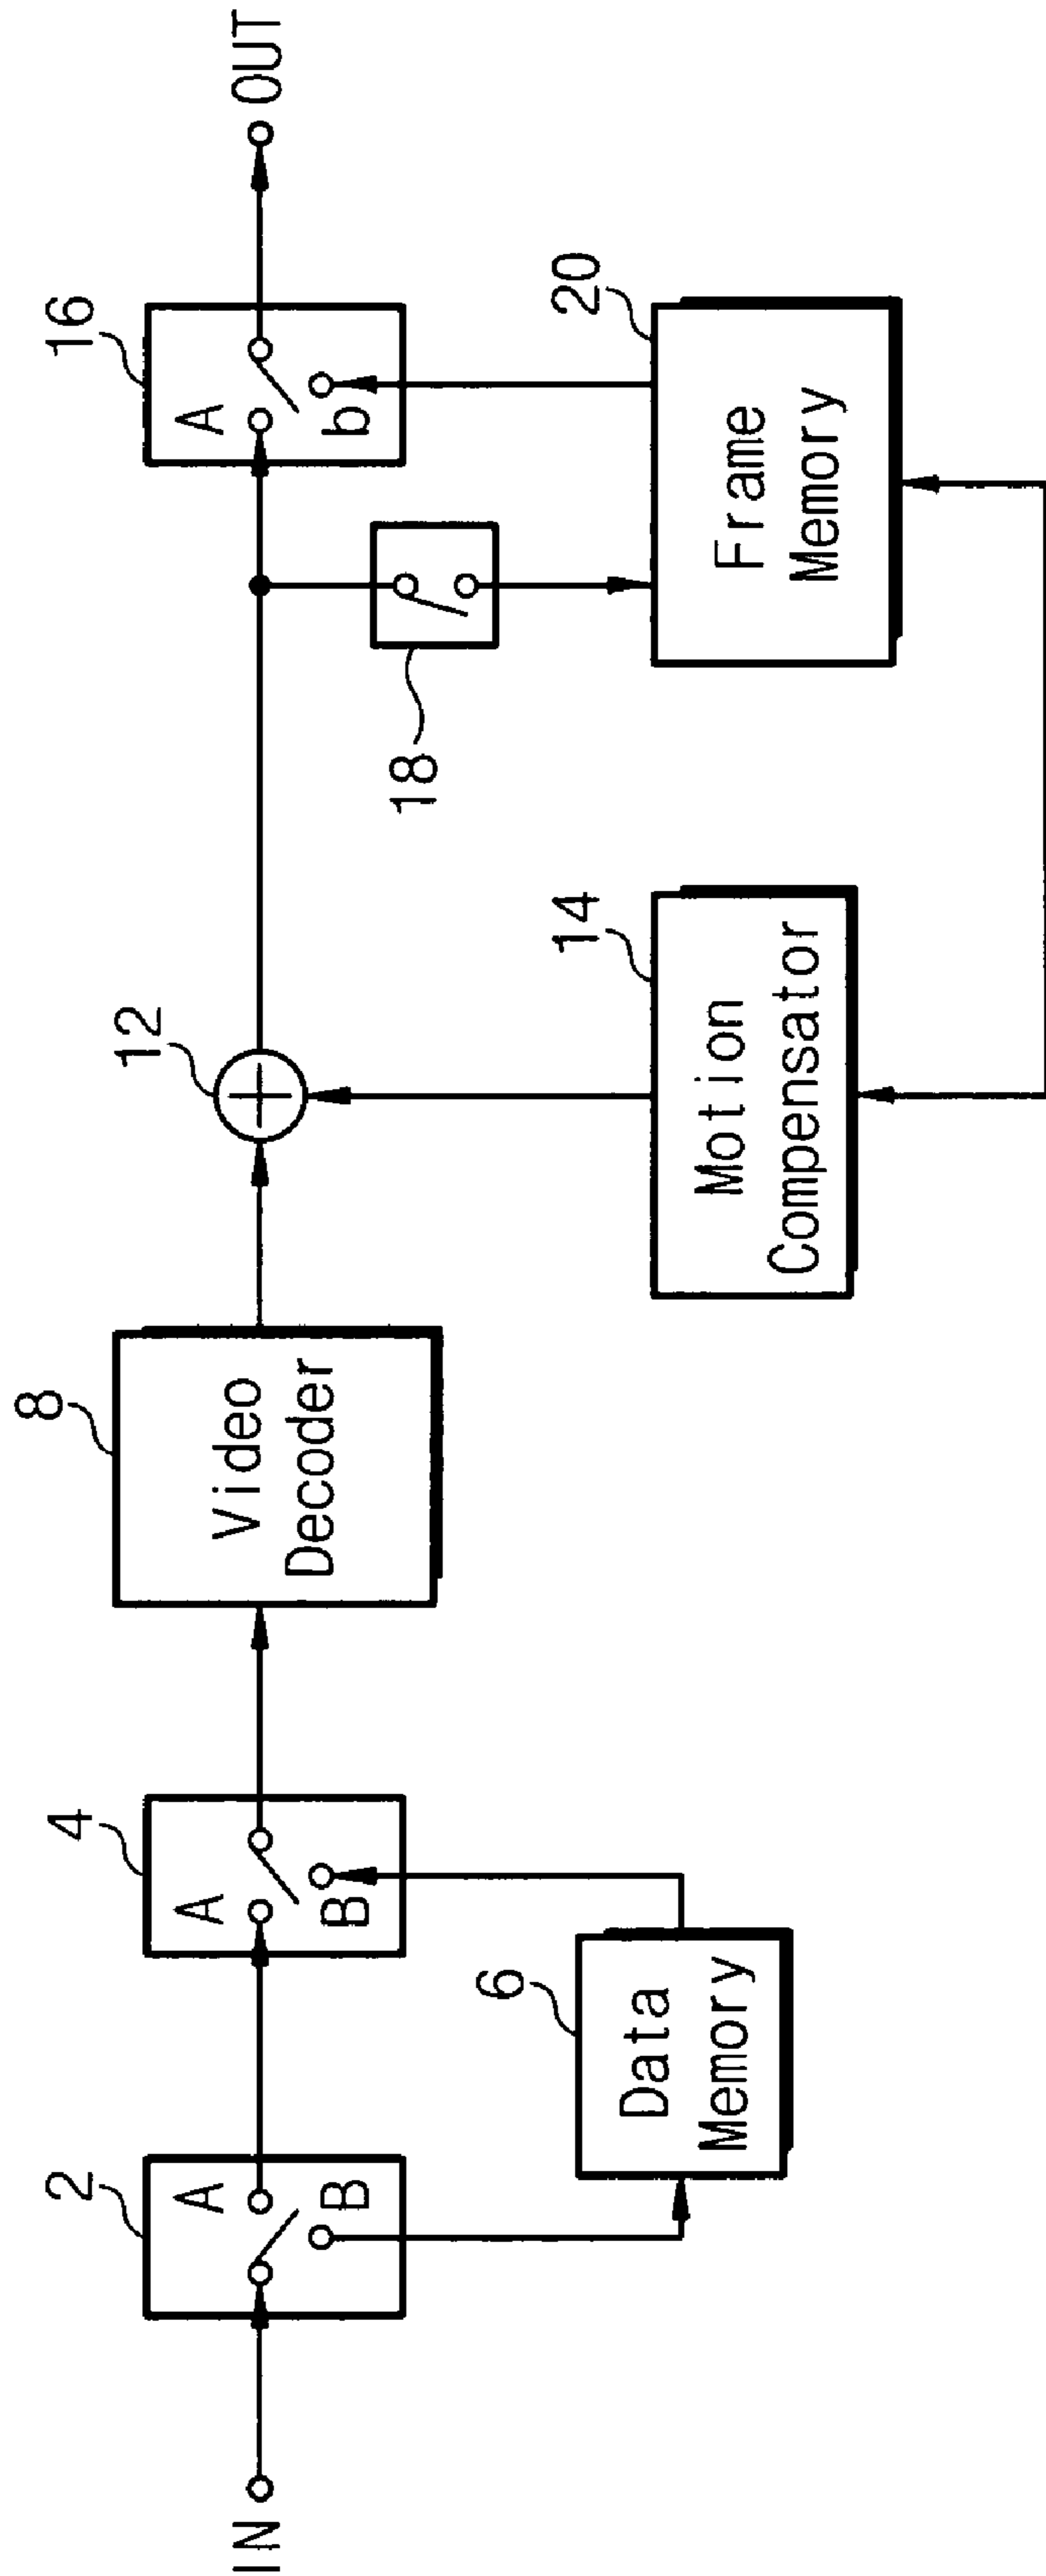 IN
2
A
B
4
A
B
6
Data
Memory
8
Video
Decoder
12
14
Motion
Compensator
16
A
b
OUT
18
20
Frame
Memory